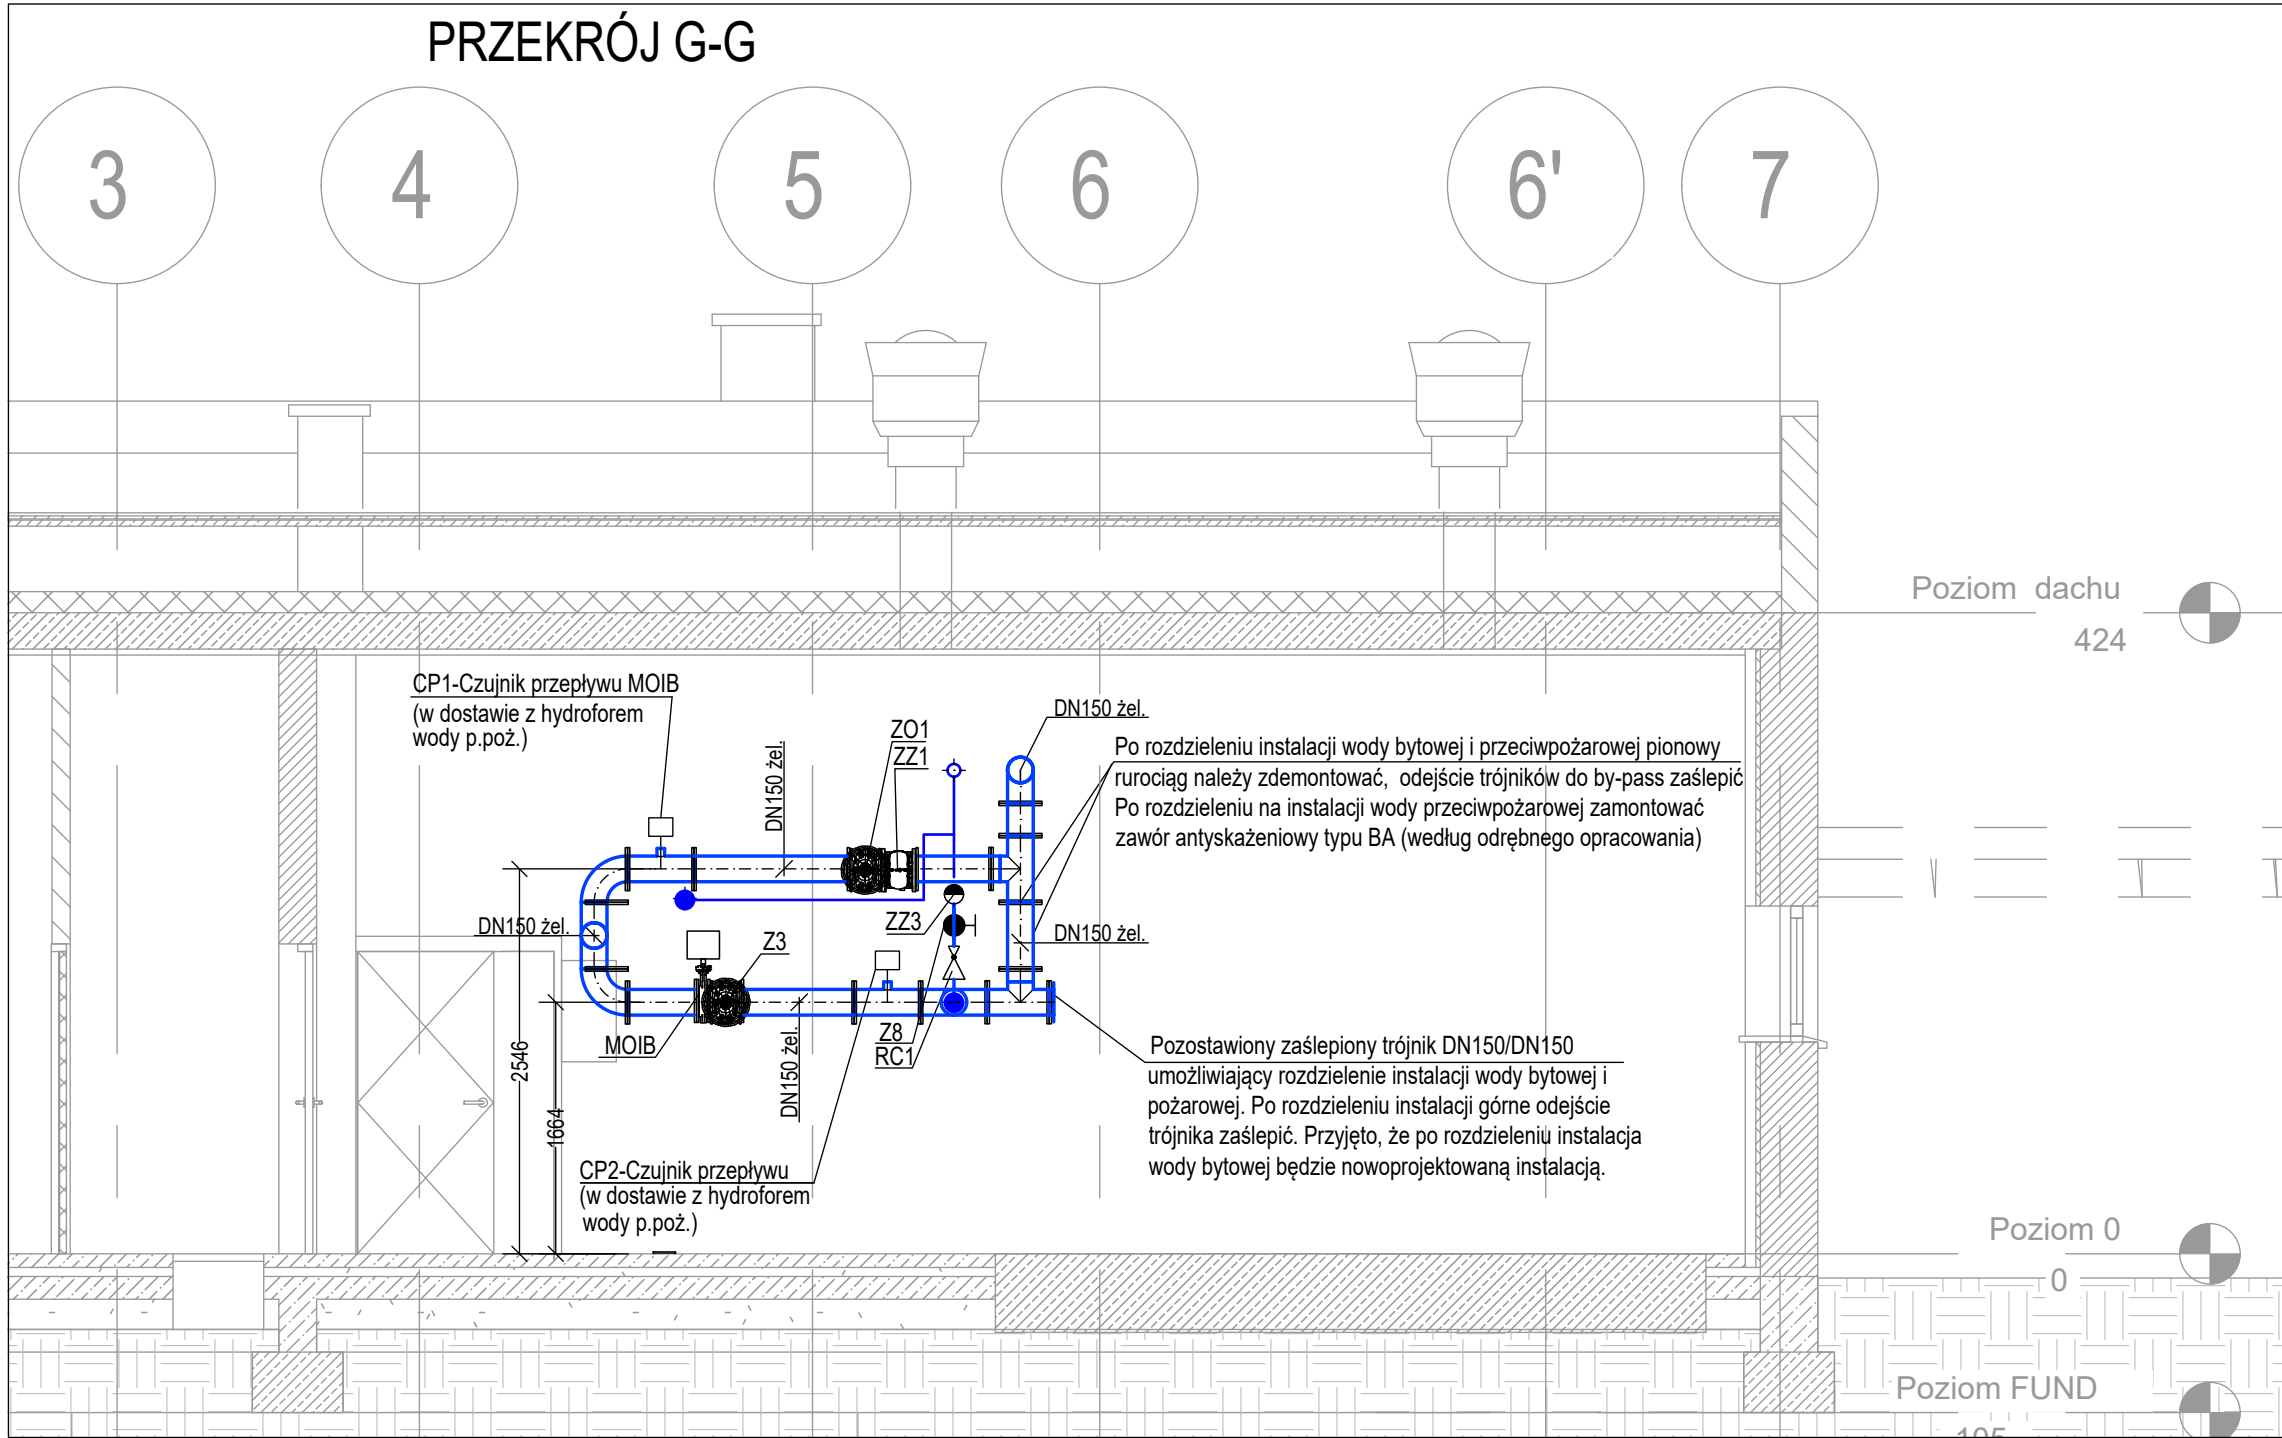 PRZEKRÓJ G-G
3
4
5
6
6'
7
Poziom dachu
424
CP1-Czujnik przepływu MOIB
(w dostawie z hydroforem
wody p.poż.)
DN150 żel.
ZO1
ZZ1
DN150 żel.
Po rozdzieleniu instalacji wody bytowej i przeciwpożarowej pionowy
rurociąg należy zdemontować, odejście trójników do by-pass zaślepić
Po rozdzieleniu na instalacji wody przeciwpożarowej zamontować
zawór antyskażeniowy typu BA (według odrębnego opracowania)
DN150 żel.
ZZ3
Z3
DN150 żel.
MOIB
Z8
RC1
DN150 żel.
2546
1664
Pozostawiony zaślepiony trójnik DN150/DN150
umożliwiający rozdzielenie instalacji wody bytowej i
pożarowej. Po rozdzieleniu instalacji górne odejście
trójnika zaślepić. Przyjęto, że po rozdzieleniu instalacja
wody bytowej będzie nowoprojektowaną instalacją.
CP2-Czujnik przepływu
(w dostawie z hydroforem
wody p.poż.)
Poziom 0
0
Poziom FUND